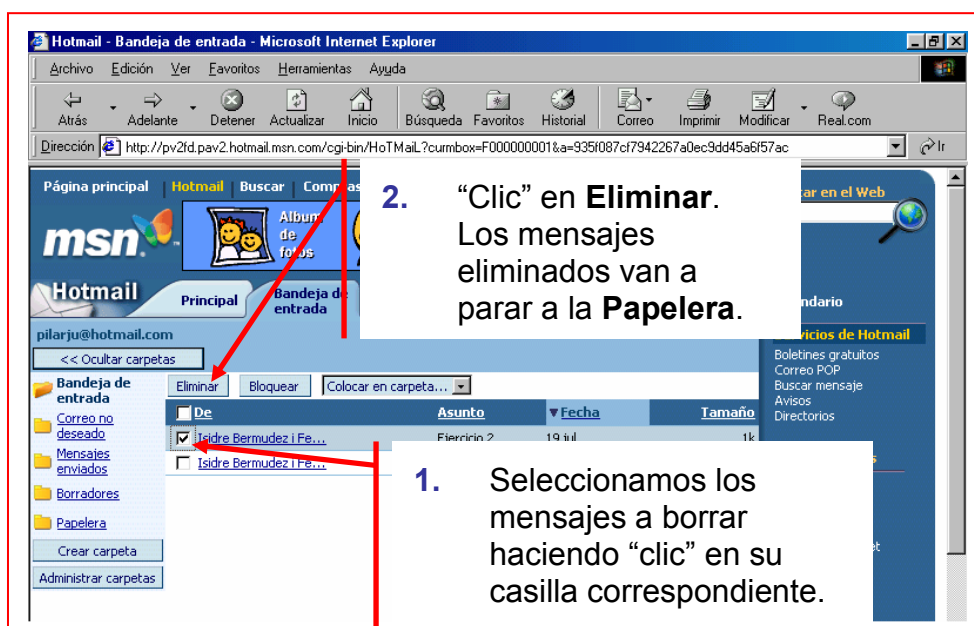 Hotmail - Bandeja de entrada - Microsoft Internet Explorer
Archivo Edición Ver Favoritos Herramientas Ayuda
Atrás Adelante Detener Actualizar Inicio Búsqueda Favoritos Historial Correo Imprimir Modificar Real.com
Dirección http://pv2fd.pav2.hotmail.msn.com/cgi-bin/HoTMaiL?curmbox=F000000001&a=935f087cf7942267a0ec9dd45a6f57ac Ir
Página principal Hotmail Buscar en el Web
msn
Album
de
fotos
2. “Clic” en Eliminar.
Los mensajes
eliminados van a
parar a la Papelera.
Hotmail Principal Bandeja de
entrada
pilarju@hotmail.com
<< Ocultar carpetas
Servicios de Hotmail
Boletines gratuitos
Correo POP
Buscar mensaje
Avisos
Directorios
Bandeja de
entrada
Correo no
deseado
Mensajes
enviados
Borradores
Papelera
Crear carpeta
Administrar carpetas
Eliminar Bloquear Colocar en carpeta...
De Asunto Fecha Tamaño
Isidre Bermudez i Fe... Ejercicio 2 19 jul 1k
Isidre Bermudez i Fe...
1. Seleccionamos los
mensajes a borrar
haciendo “clic” en su
casilla correspondiente.